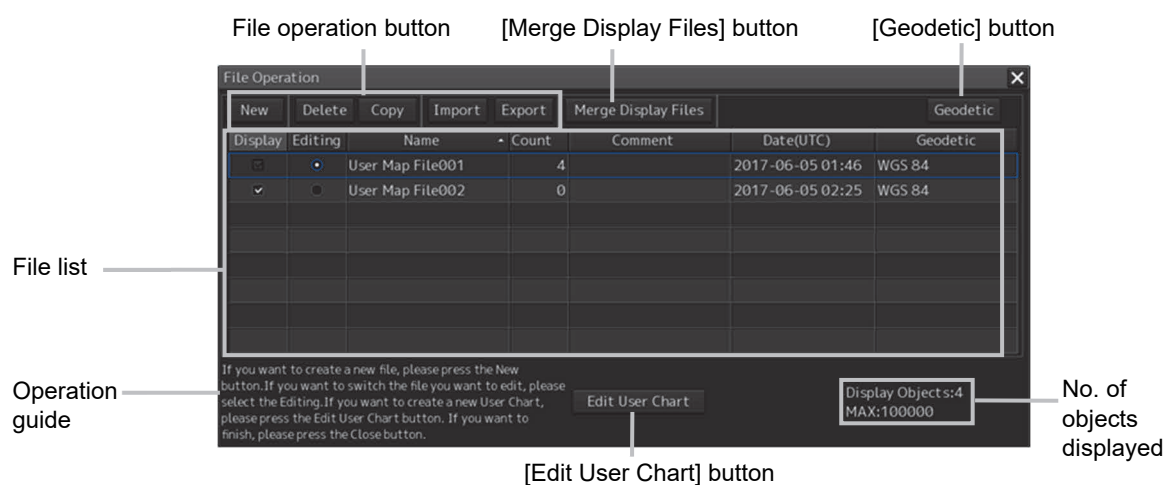 File operation button [Merge Display Files] button [Geodetic] button
File Operation
New Delete Copy Import Export Merge Display Files Geodetic
Display Editing Name Count Comment Date(UTC) Geodetic
User Map File001 4 2017-06-05 01:46 WGS 84
User Map File002 0 2017-06-05 02:25 WGS 84
File list
If you want to create a new file, please press the New
button.If you want to switch the file you want to edit, please
select the Editing.If you want to create a new User Chart,
please press the Edit User Chart button. If you want to
finish, please press the Close button.
Operation
guide
Edit User Chart
Display Objects:4
MAX:100000
No. of
objects
displayed
[Edit User Chart] button